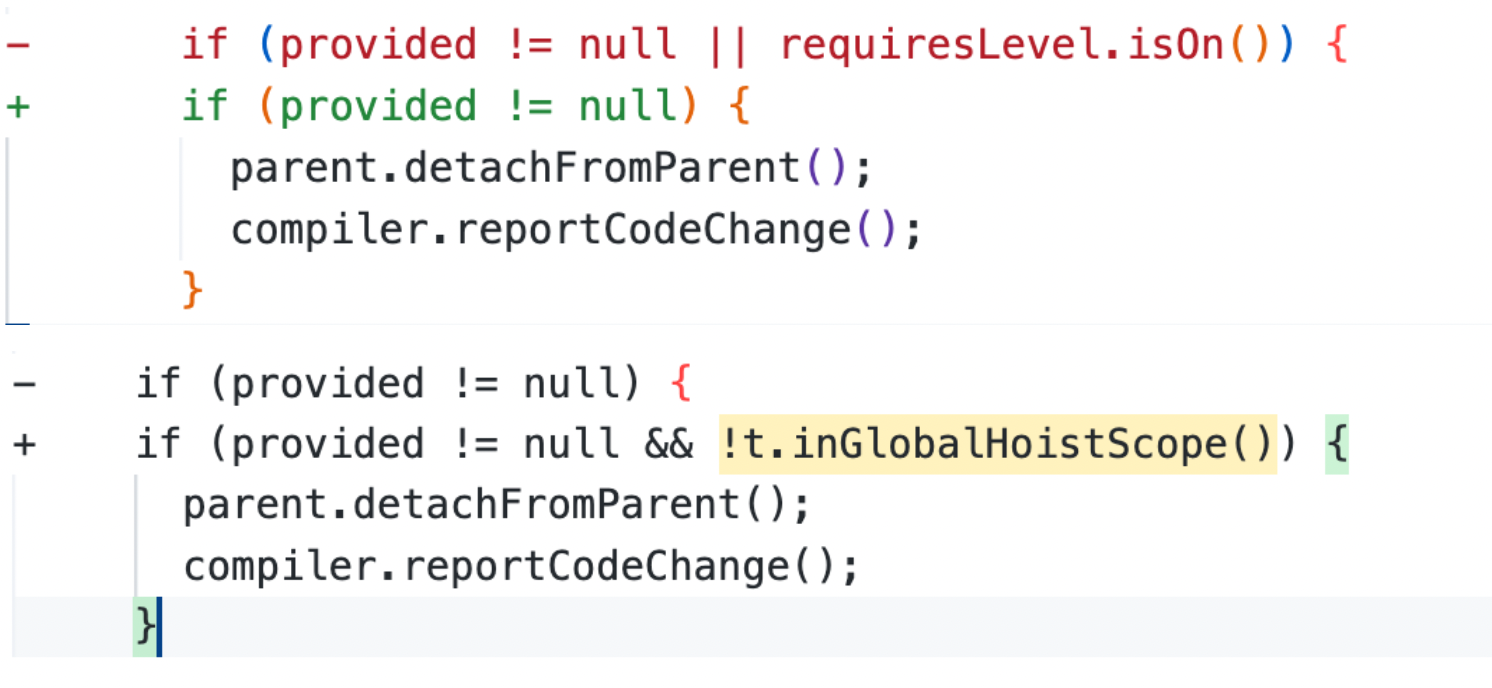 - if (provided != null || requiresLevel.isOn()) {
+ if (provided != null) {
parent.detachFromParent();
compiler.reportCodeChange();
}
- if (provided != null) {
+ if (provided != null && !t.inGlobalHoistScope()) {
parent.detachFromParent();
compiler.reportCodeChange();
}